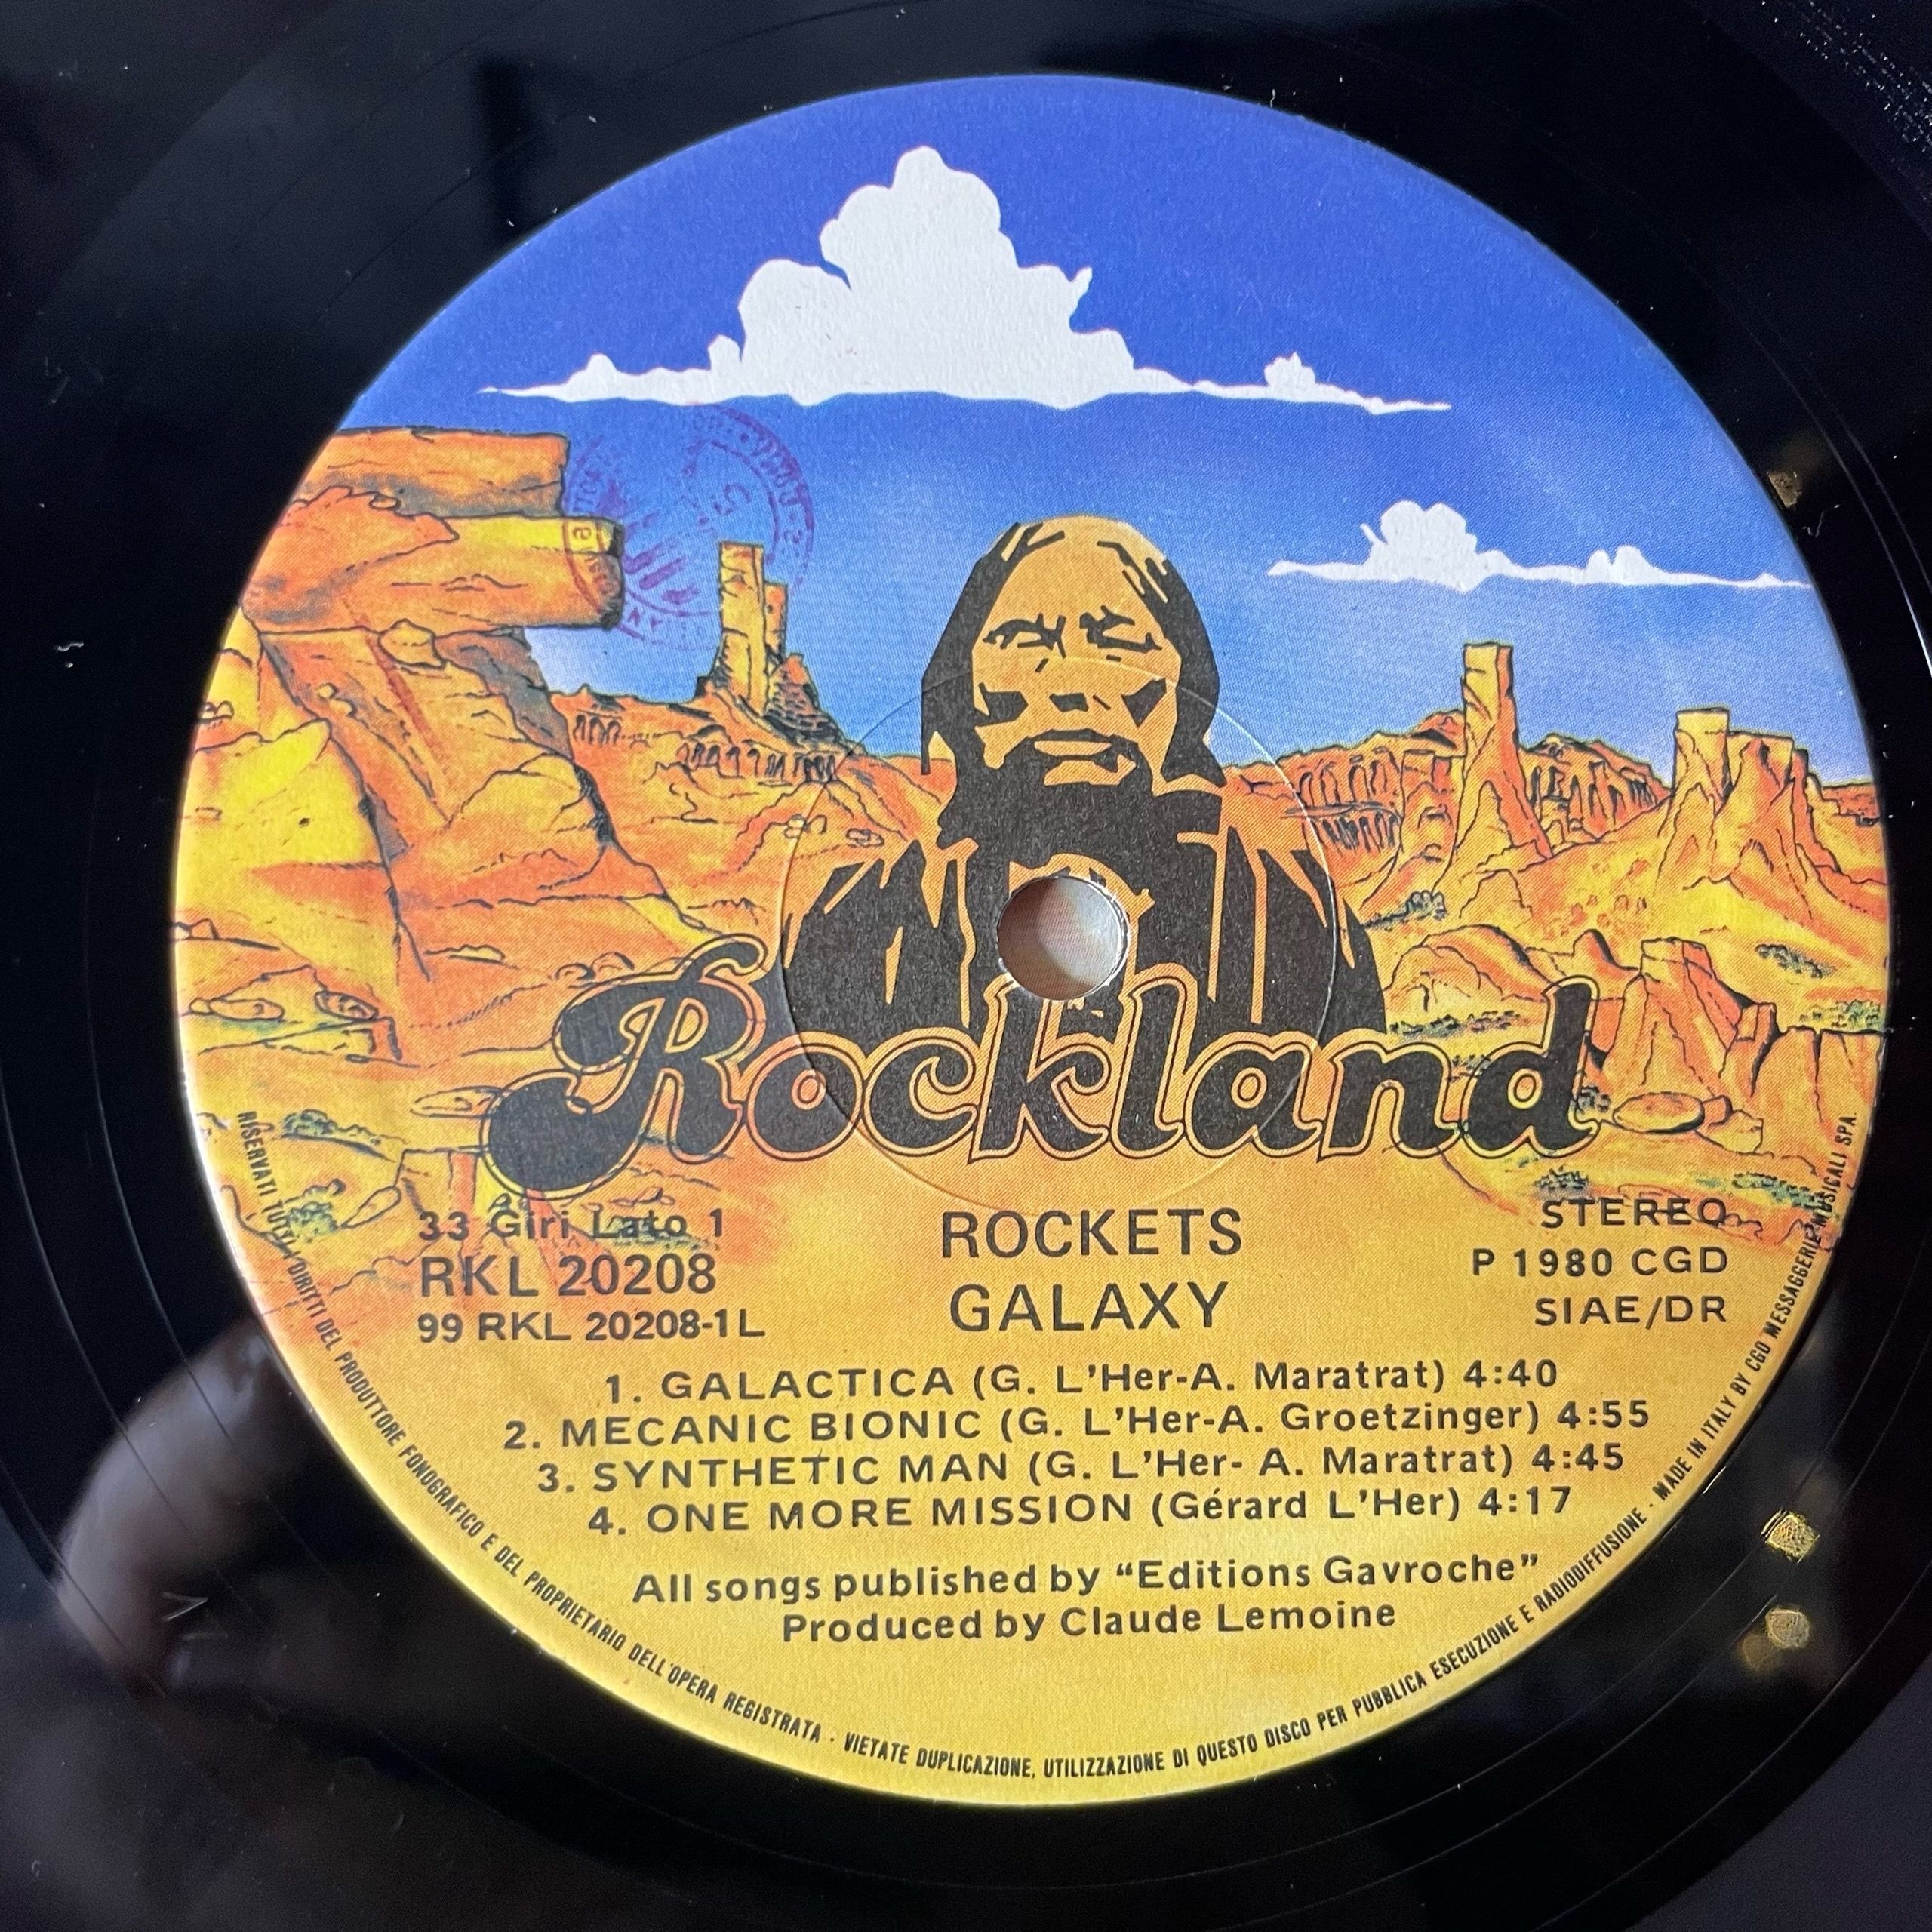 Rockland
33 Giri Lato 1
RKL 20208
99 RKL 20208-1L
ROCKETS
GALAXY
STEREO
P 1980 CGD
SIAE/DR
1. GALACTICA (G. L'Her-A. Maratrat) 4:40
2. MECANIC BIONIC (G. L'Her-A. Groetzinger) 4:55
3. SYNTHETIC MAN (G. L'Her- A. Maratrat) 4:45
4. ONE MORE MISSION (Gérard L'Her) 4:17
All songs published by “Editions Gavroche”
Produced by Claude Lemoine
RISERVATI TUTTI I DIRITTI DEL PRODUTTORE FONOGRAFICO E DEL PROPRIETARIO DELL'OPERA REGISTRATA · VIETATE DUPLICAZIONE, UTILIZZAZIONE DI QUESTO DISCO PER PUBBLICA ESECUZIONE E RADIODIFFUSIONE · MADE IN ITALY BY CGD MESSAGGERIE MUSICALI SPA.